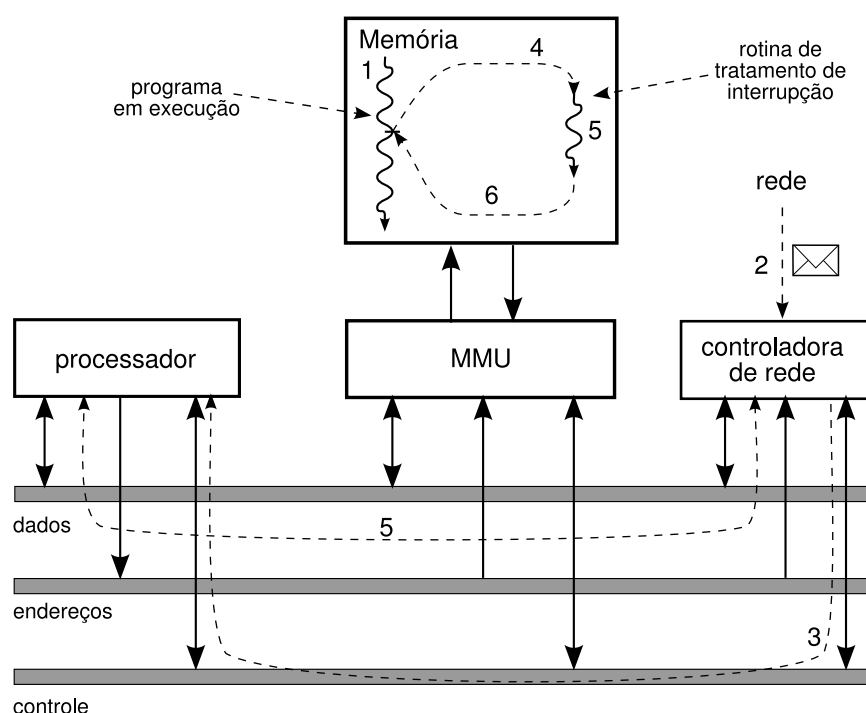 Memória
1
4
programa
em execução
rotina de
tratamento de
interrupção
5
6
rede
2
processador
MMU
controladora
de rede
dados
5
endereços
3
controle